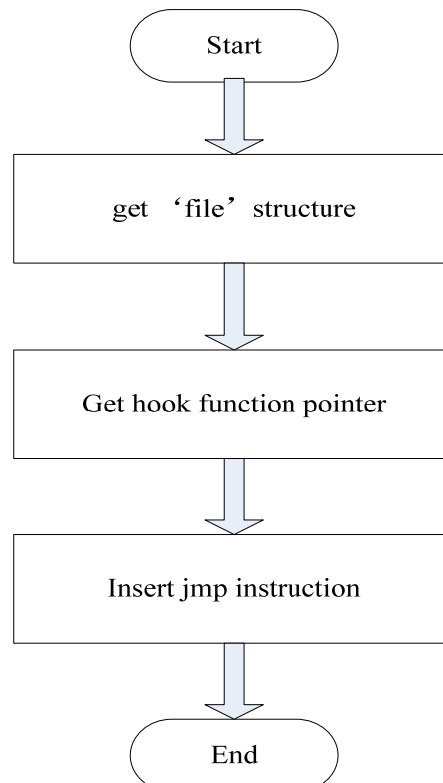 Start
get ‘file’ structure
Get hook function pointer
Insert jmp instruction
End